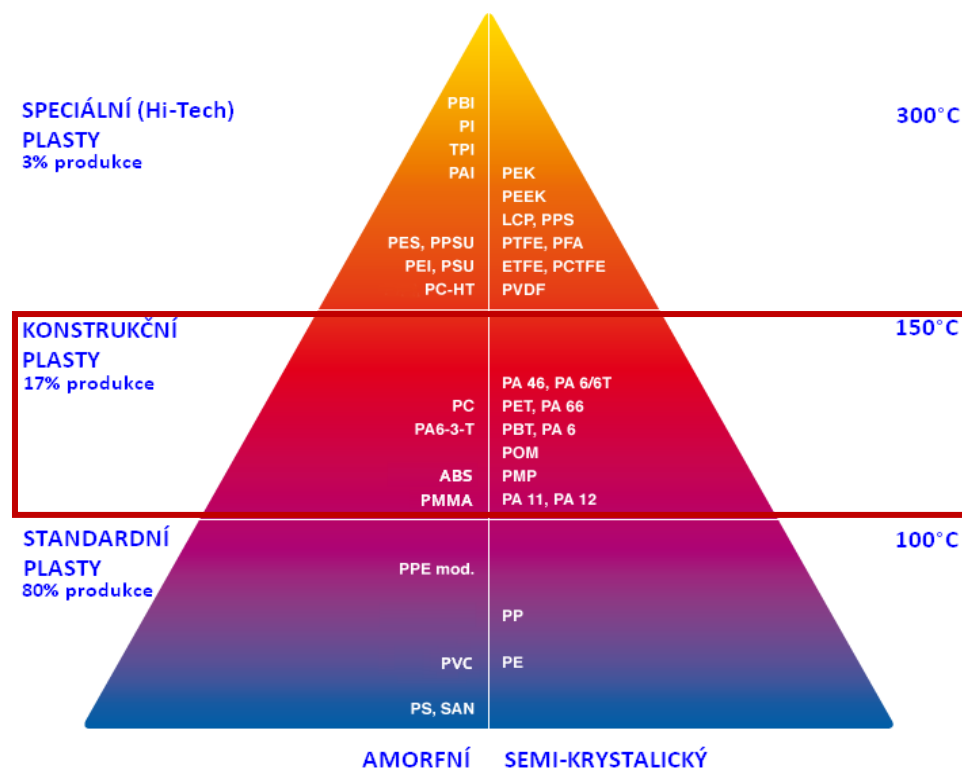 SPECIÁLNÍ (Hi-Tech)
PLASTY
3% produkce
300°C
PBI
PI
TPI
PAI
PEK
PEEK
LCP, PPS
PES, PPSU
PTFE, PFA
PEI, PSU
ETFE, PCTFE
PC-HT
PVDF
KONSTRUKČNÍ
PLASTY
17% produkce
150°C
PA 46, PA 6/6T
PC
PET, PA 66
PA6-3-T
PBT, PA 6
POM
ABS
PMP
PMMA
PA 11, PA 12
STANDARDNÍ
PLASTY
80% produkce
100°C
PPE mod.
PP
PVC
PE
PS, SAN
AMORFNÍ
SEMI-KRYSTALICKÝ